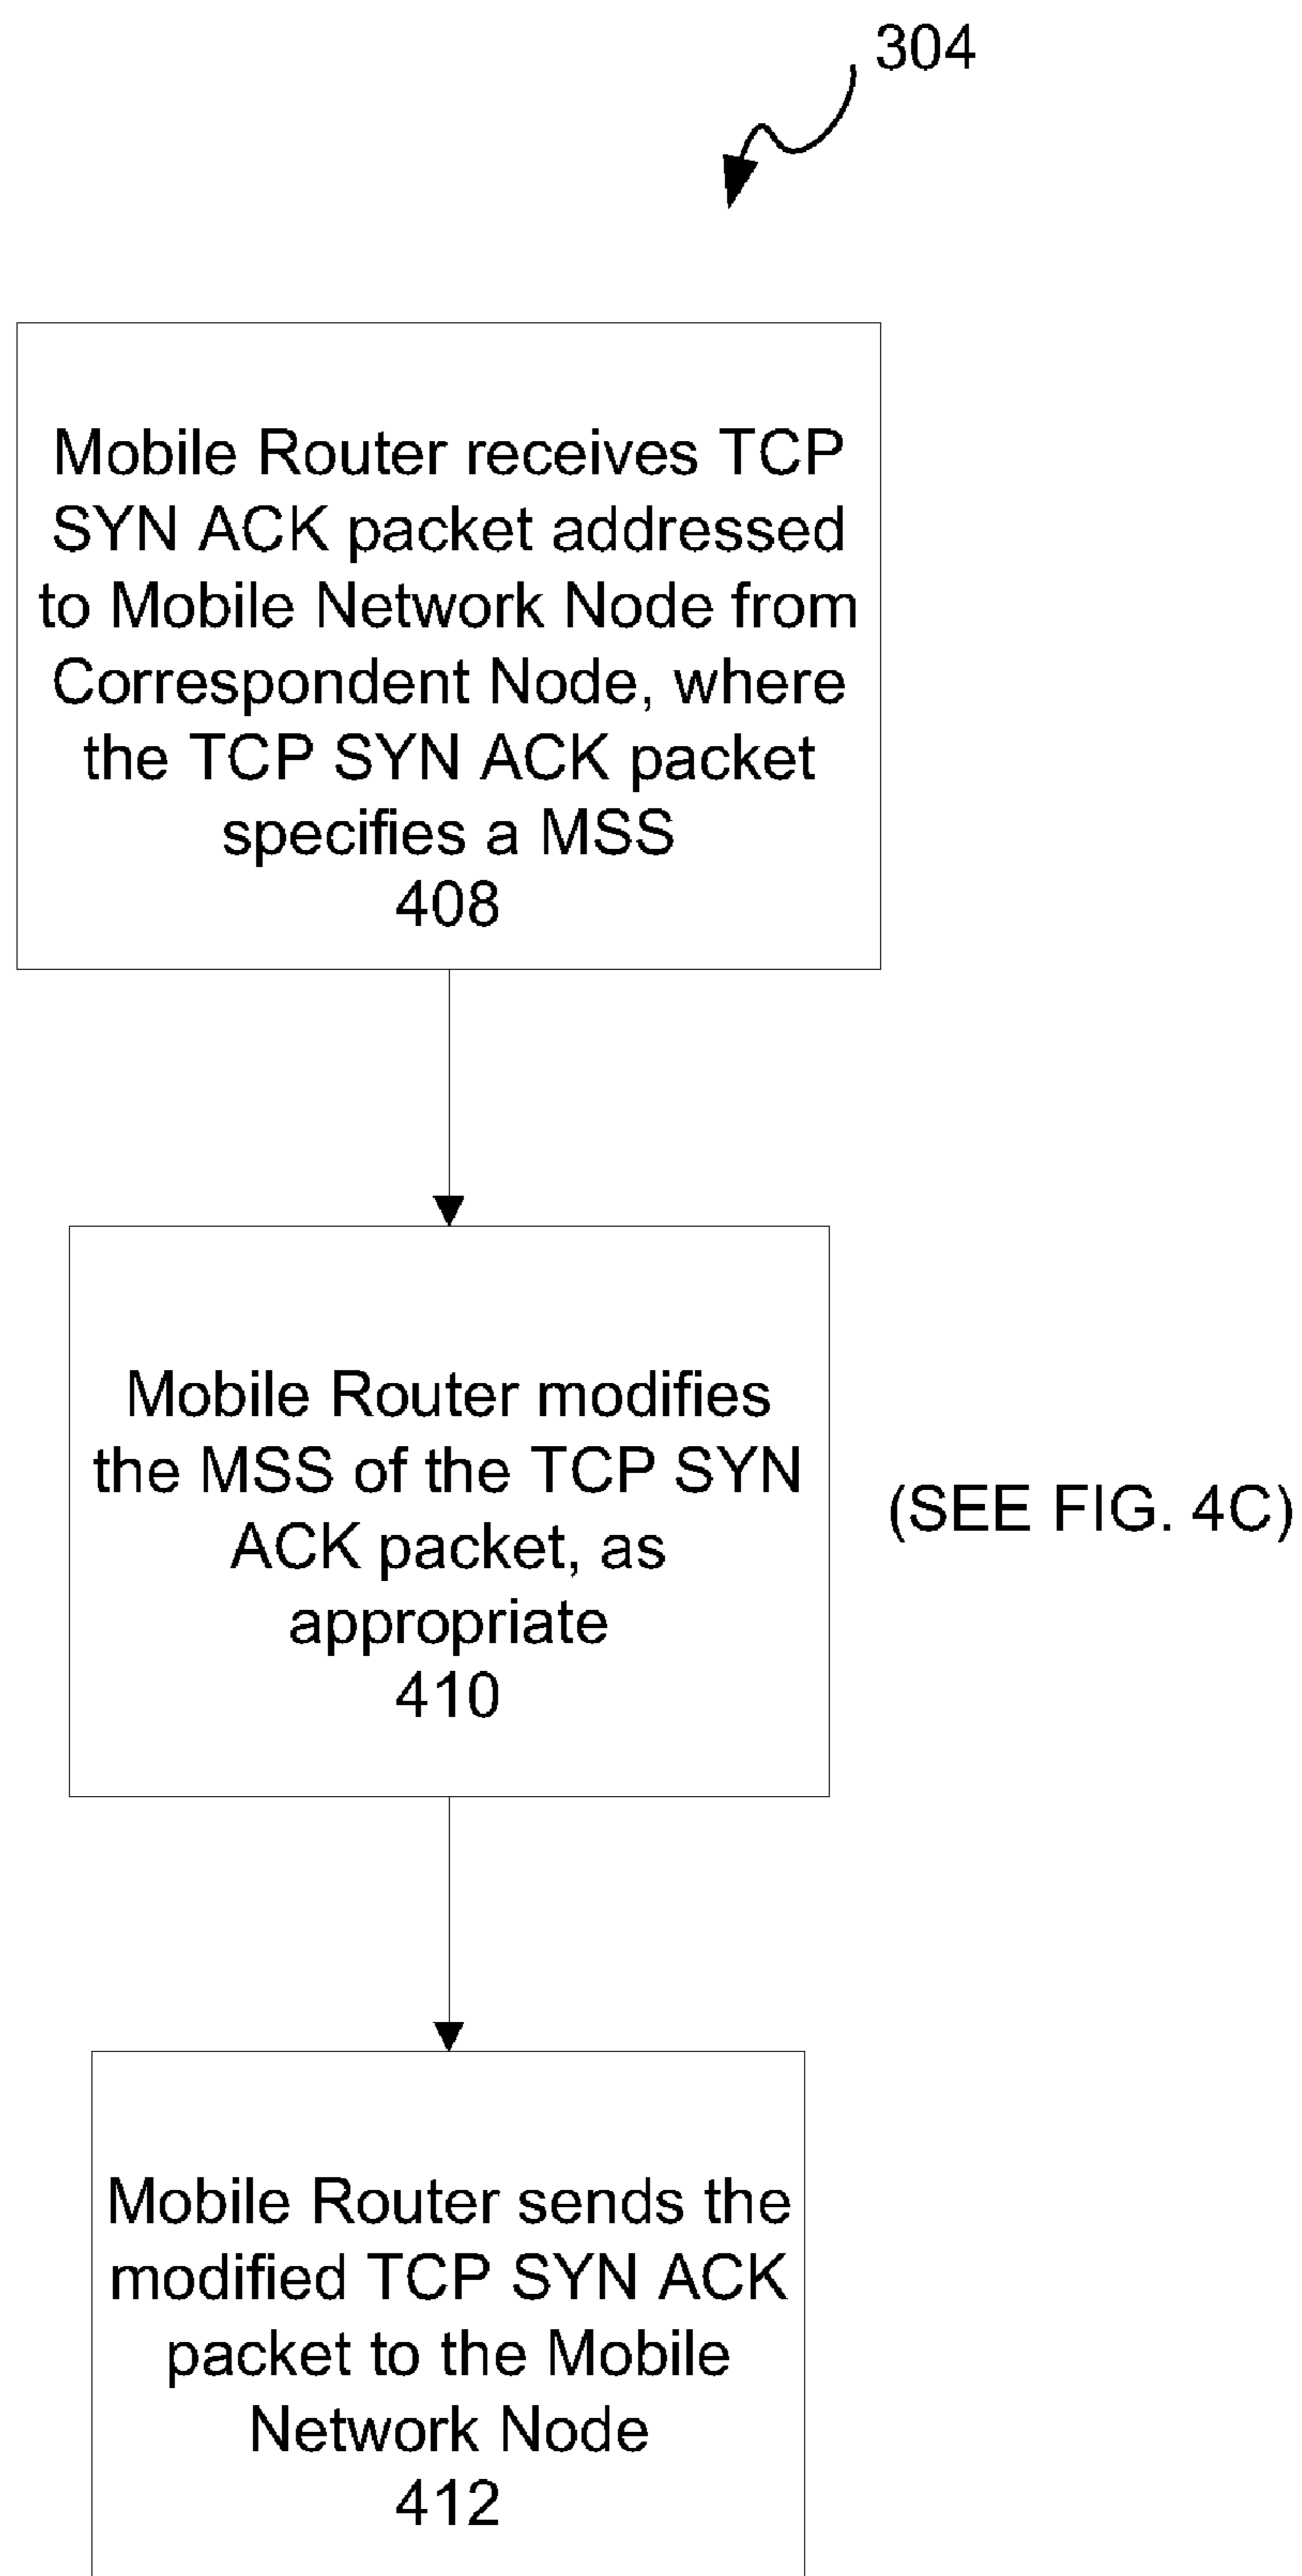 304
Mobile Router receives TCP
SYN ACK packet addressed
to Mobile Network Node from
Correspondent Node, where
the TCP SYN ACK packet
specifies a MSS
408
Mobile Router modifies
the MSS of the TCP SYN
ACK packet, as
appropriate
410
(SEE FIG. 4C)
Mobile Router sends the
modified TCP SYN ACK
packet to the Mobile
Network Node
412